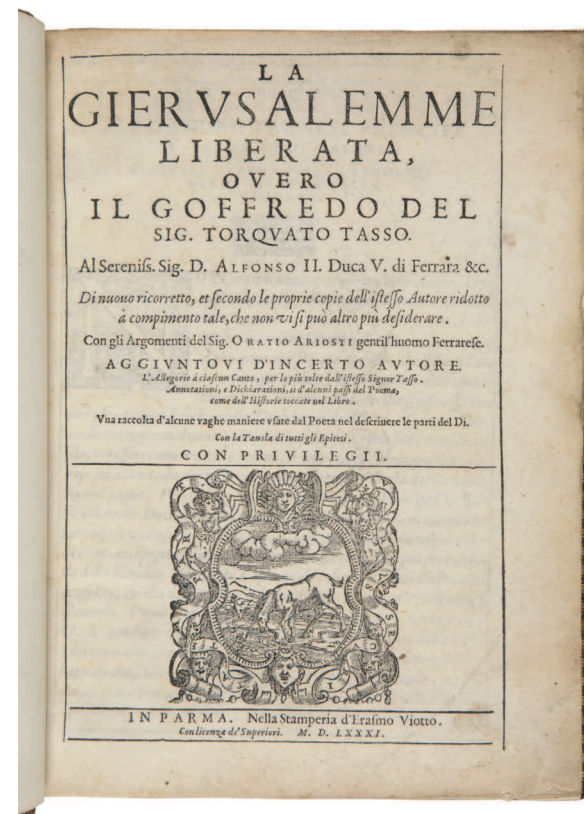 LA
GIERVSALEMME
LIBERATA,
OVERO
IL GOFFREDO DEL
SIG. TORQVATO TASSO.
Al Sereniſs. Sig. D. ALFONSO II. Duca V. di Ferrara &c.
Di nuouo ricorretto, et ſecondo le proprie copie dell'iſteſſo Autore ridotto
à compimento tale, che non vi ſi può altro più deſiderare.
Con gli Argomenti del Sig. ORATIO ARIOSTI gentil'huomo Ferrareſe.
AGGIVNTOVI D'INCERTO AVTORE.
L'Allegorie à ciaſcun Canto, per lo più tolte dall'iſteſſo Signor Taſſo.
Annotationi, e Dichiarationi, sì d'alcuni paſſi del Poema,
come dell'Hiſtorie toccate nel Libro.
Vna raccolta d'alcune vaghe maniere vſate dal Poeta nel deſcriuere le parti del Dì.
Con la Tauola di tutti gli Epiteti.
CON PRIVILEGII.
IN PARMA. Nella Stamperia d'Eraſmo Viotto.
Con licenza de' Superiori. M. D. LXXXI.